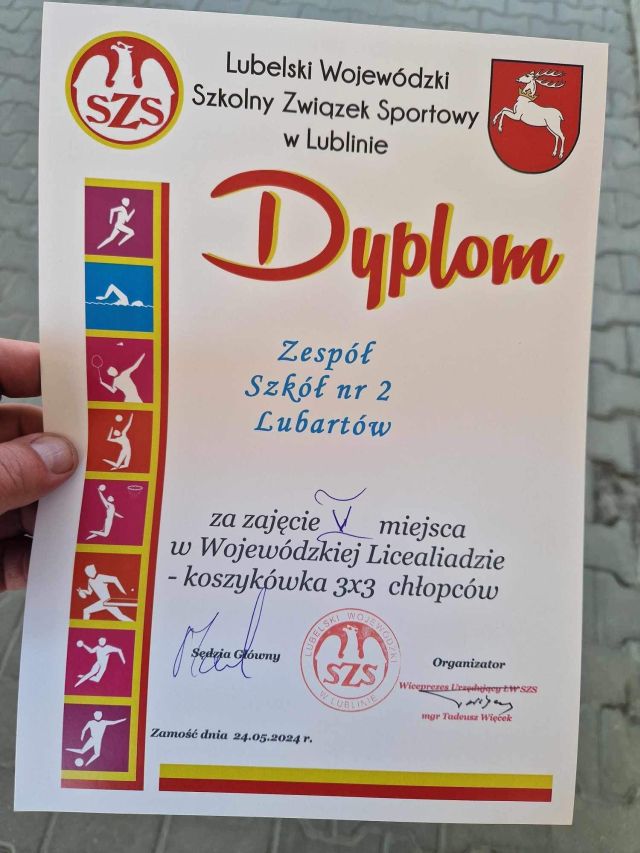 SZS
Lubelski Wojewódzki
Szkolny Związek Sportowy
w Lublinie
Dyplom
Zespół
Szkół nr 2
Lubartów
za zajęcie V miejsca
w Wojewódzkiej Licealiadzie
- koszykówka 3x3 chłopców
Sędzia Główny
LUBELSKI WOJEWÓDZKI
SZS
W LUBLINIE
Organizator
Wiceprezes Urzędujący LW SZS
mgr Tadeusz Więcek
Zamość dnia 24.05.2024 r.